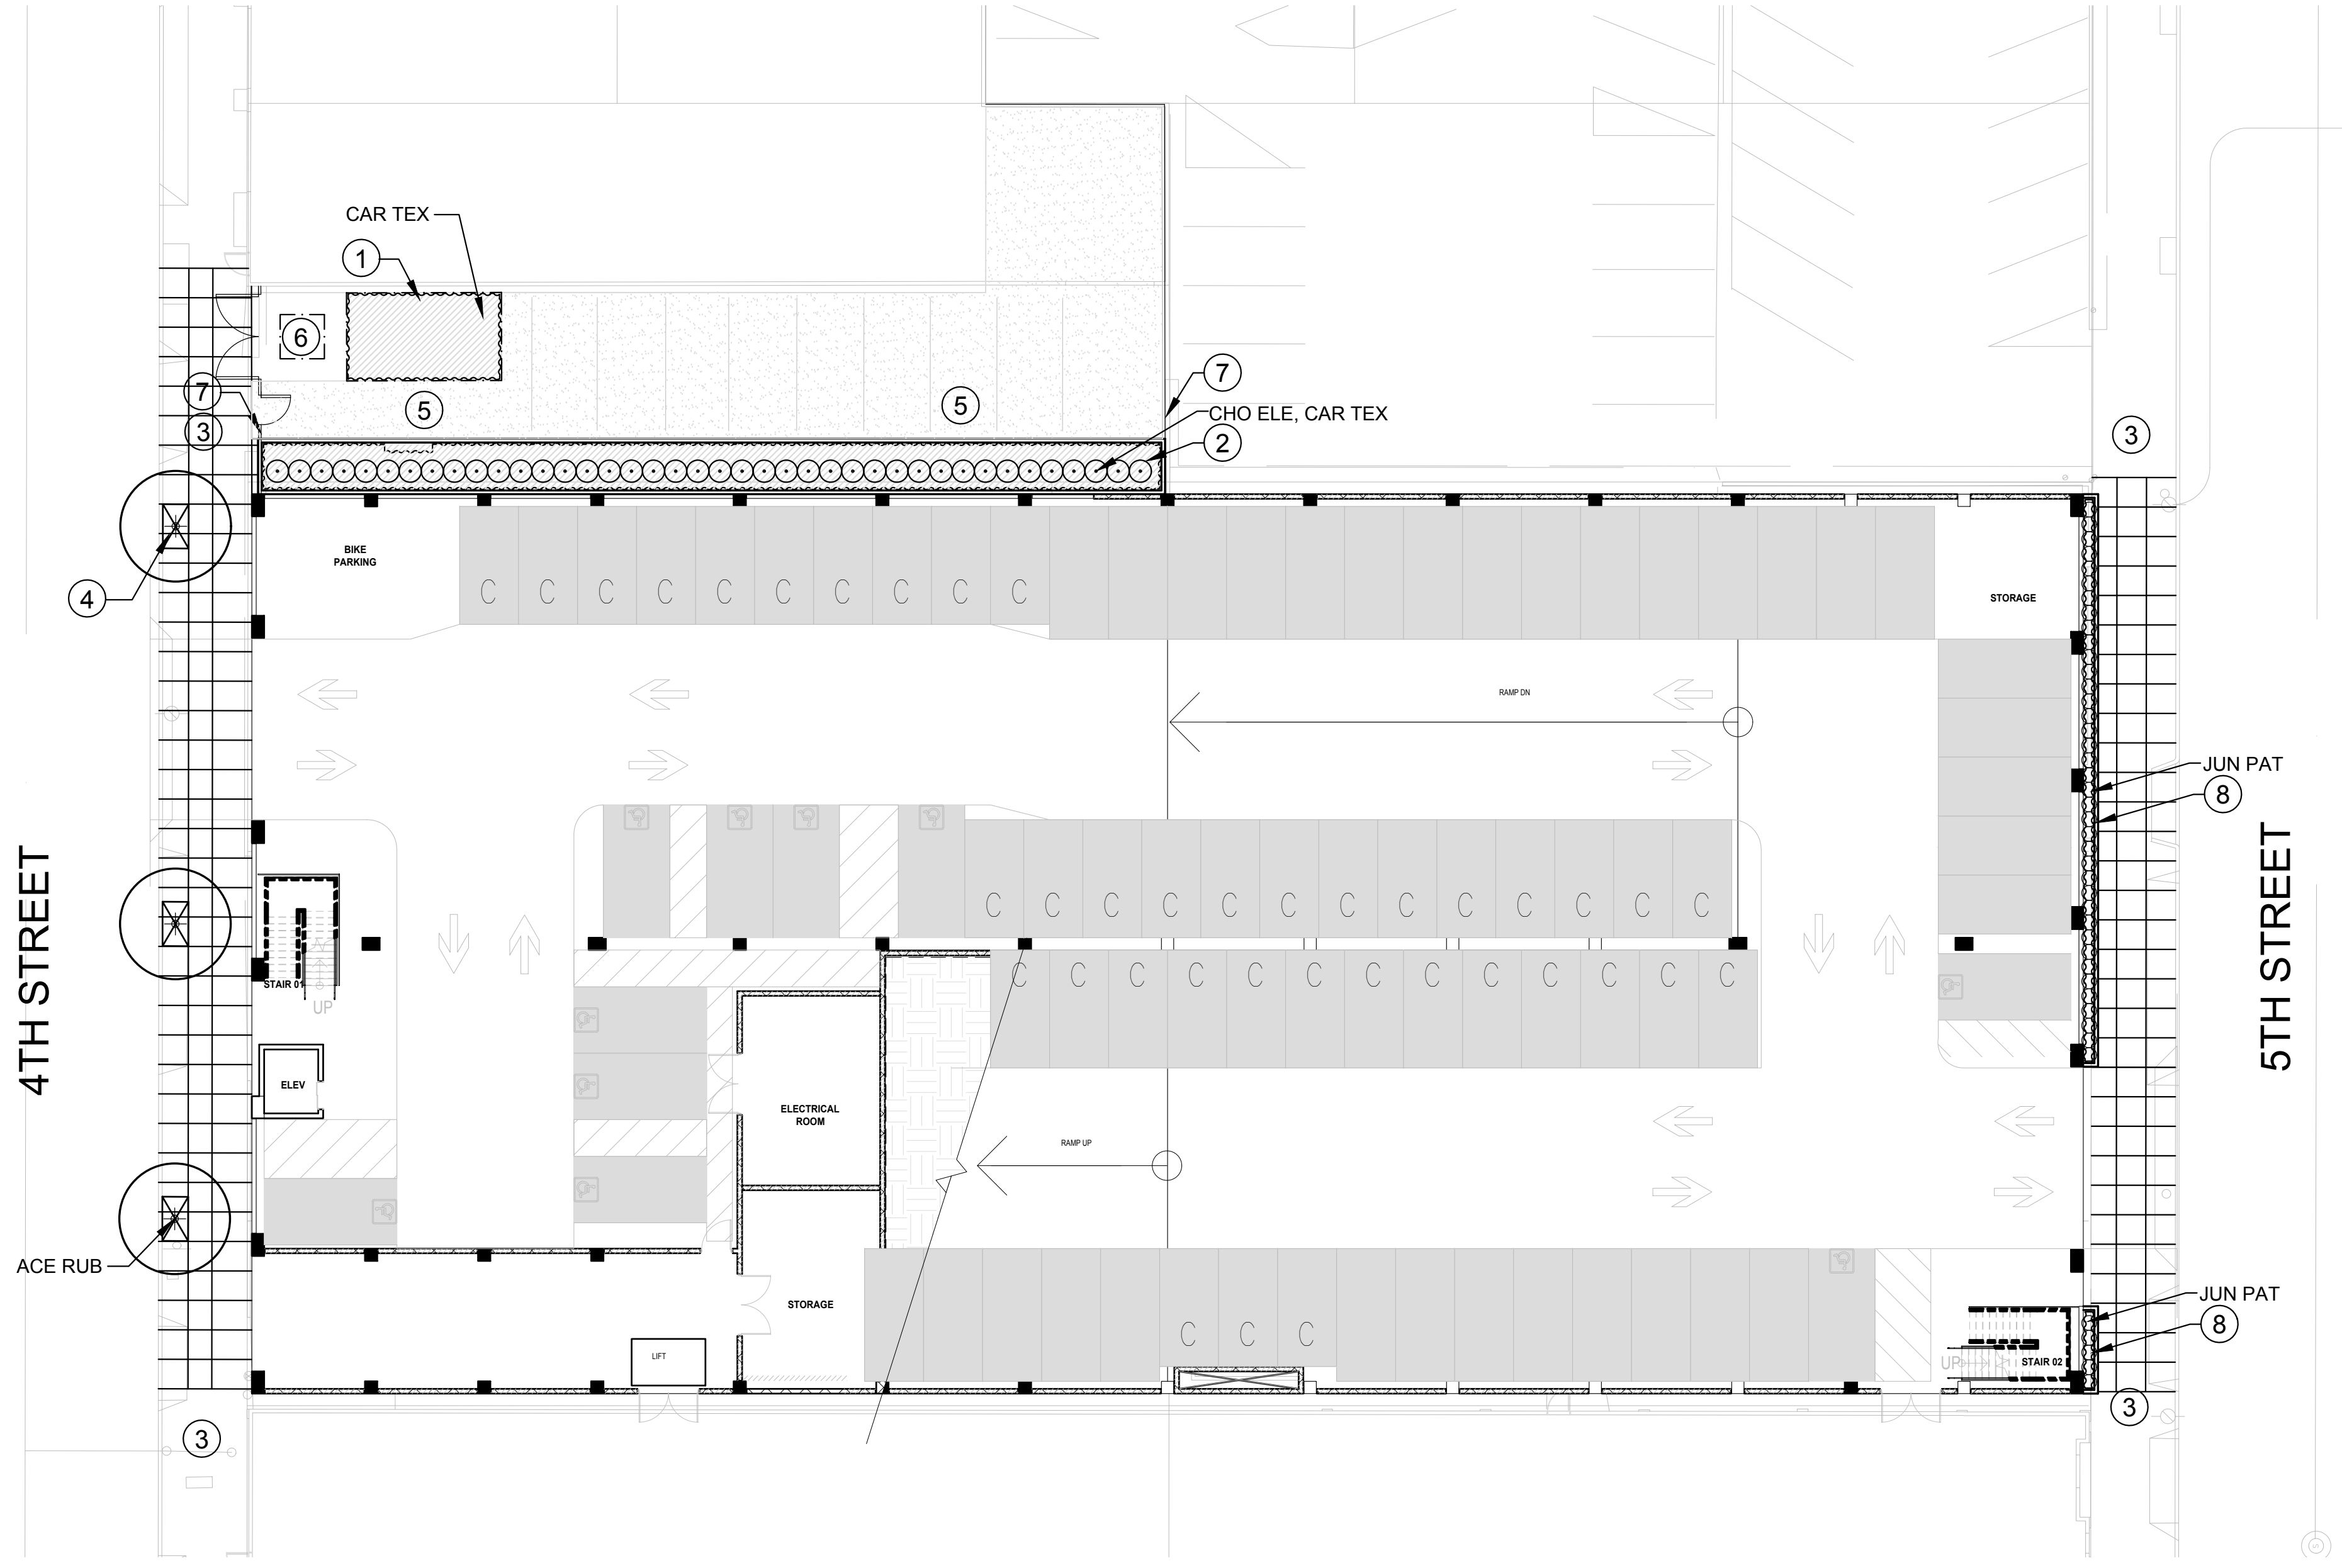 CAR TEX
1
6
7
5
5
7
CHO ELE, CAR TEX
3
2
3
BIKE
PARKING
4
C C C C C C C C C C
STORAGE
RAMP DN
JUN PAT
8
4TH STREET
5TH STREET
C C C C C C C C C C C C C
C C C C C C C C C C C C C
STAIR 01
UP
ELEV
ELECTRICAL
ROOM
RAMP UP
ACE RUB
STORAGE
JUN PAT
C C C
8
LIFT
UP
STAIR 02
3
3